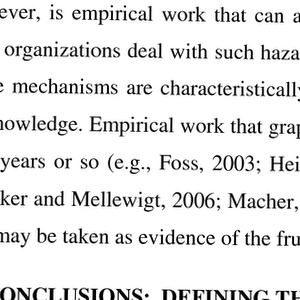 ever, is empirical work that can a
organizations deal with such haza
e mechanisms are characteristically
nowledge. Empirical work that grap
years or so (e.g., Foss, 2003; Hei
ker and Mellewigt, 2006; Macher,
may be taken as evidence of the fru
ONCLUSIONS: DEFINING TH